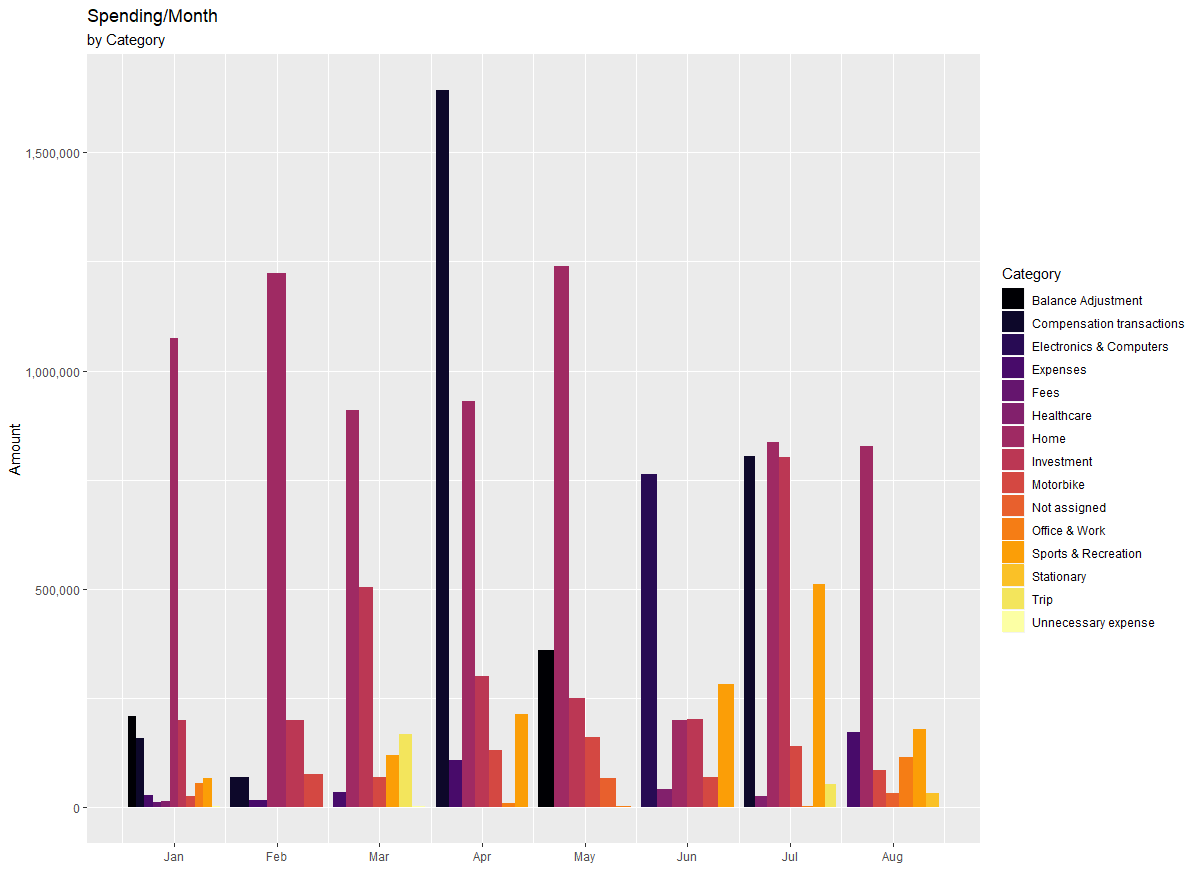 Spending/Month
by Category
Amount
1,500,000
1,000,000
500,000
0
Jan Feb Mar Apr May Jun Jul Aug
Category
Balance Adjustment
Compensation transactions
Electronics & Computers
Expenses
Fees
Healthcare
Home
Investment
Motorbike
Not assigned
Office & Work
Sports & Recreation
Stationary
Trip
Unnecessary expense